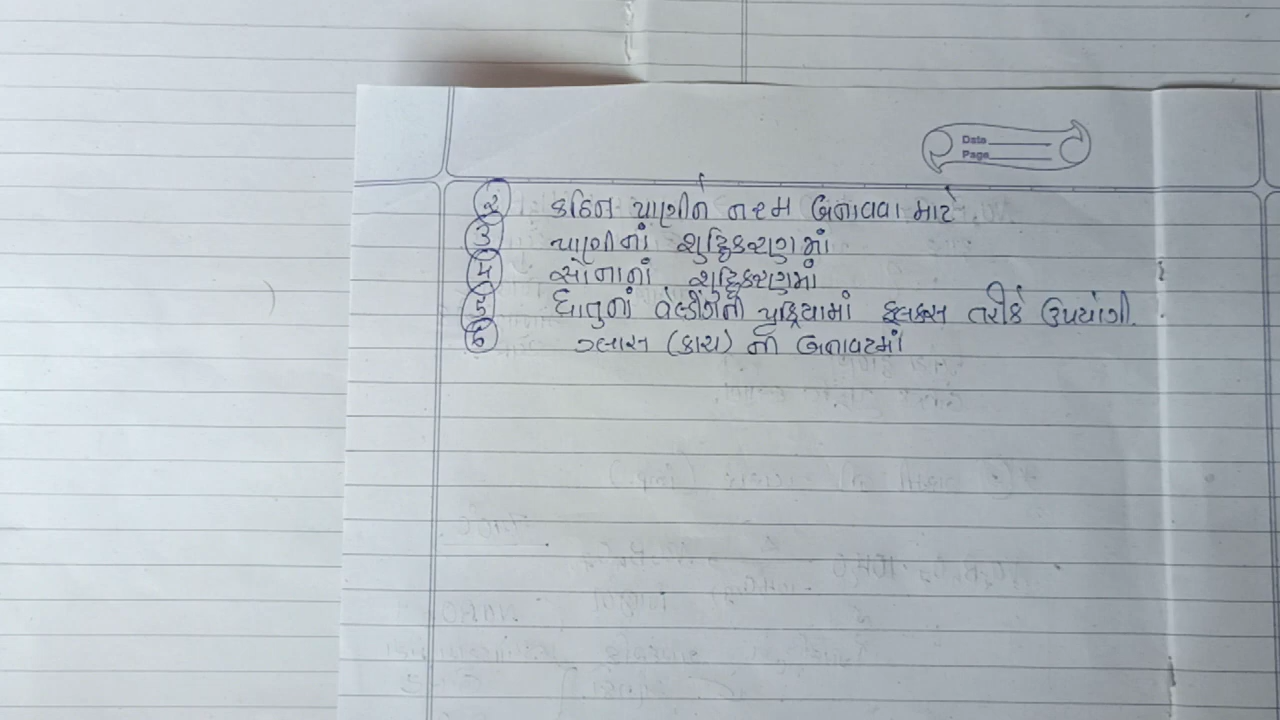 Date
Page
૨ કઠિન પાણીને નરમ બનાવવા માટે.
૩ પાણીનાં શુદ્ધિકરણમાં
૪ સોનાનાં શુદ્ધિકરણમાં
૫ ધાતુનાં વેલ્ડીંગની પ્રક્રિયામાં ફ્લક્સ તરીકે ઉપયોગી.
૬ ગ્લાસ (કાચ) ની બનાવટમાં